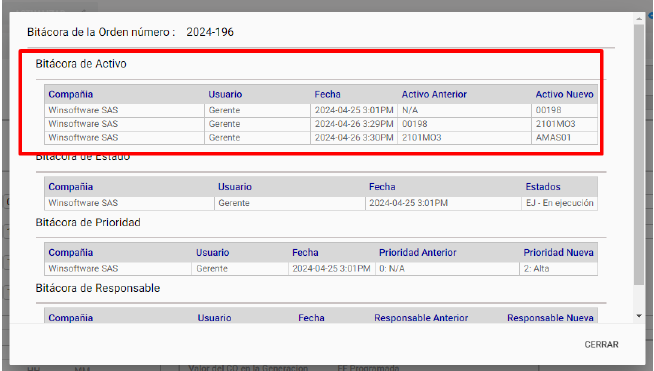 Bitácora de la Orden número : 2024-196
Bitácora de Activo
Compañia Usuario Fecha Activo Anterior Activo Nuevo
Winsoftware SAS Gerente 2024-04-25 3:01PM N/A 00198
Winsoftware SAS Gerente 2024-04-26 3:29PM 00198 2101MO3
Winsoftware SAS Gerente 2024-04-26 3:30PM 2101MO3 AMAS01
Bitácora de Estado
Compañia Usuario Fecha Estados
Winsoftware SAS Gerente 2024-04-25 3:01PM EJ - En ejecución
Bitácora de Prioridad
Compañia Usuario Fecha Prioridad Anterior Prioridad Nueva
Winsoftware SAS Gerente 2024-04-25 3:01PM 0: N/A 2: Alta
Bitácora de Responsable
Compañia Usuario Fecha Responsable Anterior Responsable Nueva
CERRAR